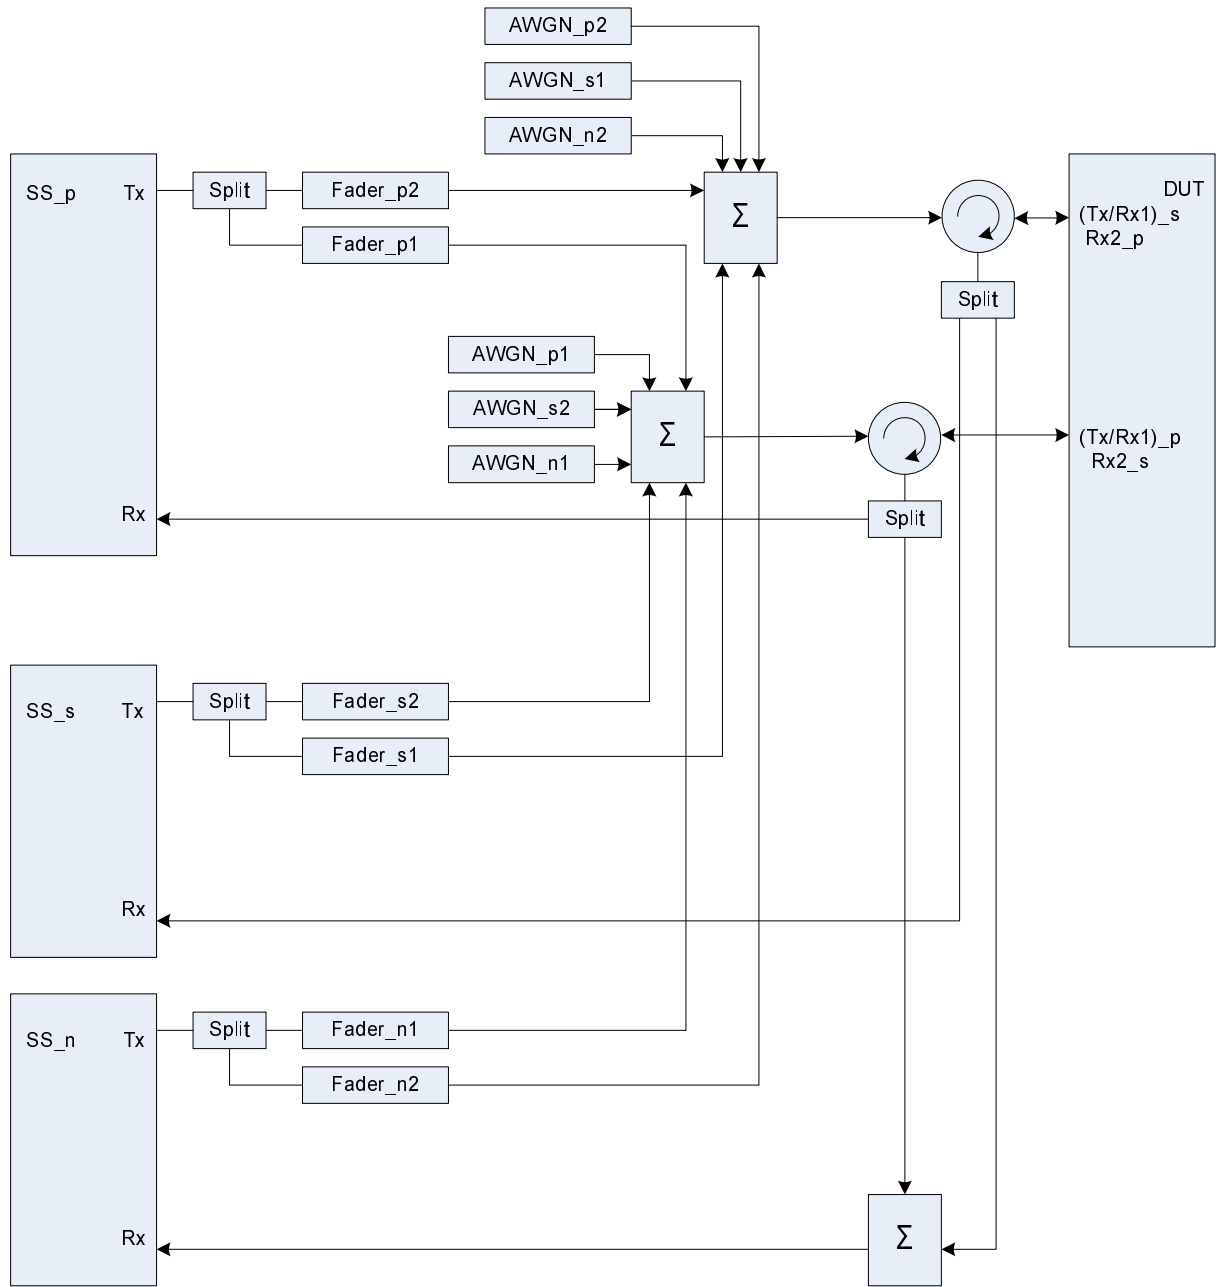 AWGN_p2
AWGN_s1
AWGN_n2
SS_p
Tx
Split
Fader_p2
Fader_p1
Σ
DUT
(Tx/Rx1)_s
Rx2_p
Split
AWGN_p1
AWGN_s2
AWGN_n1
Σ
(Tx/Rx1)_p
Rx2_s
Rx
Split
SS_s
Tx
Split
Fader_s2
Fader_s1
Rx
SS_n
Tx
Split
Fader_n1
Fader_n2
Rx
Σ